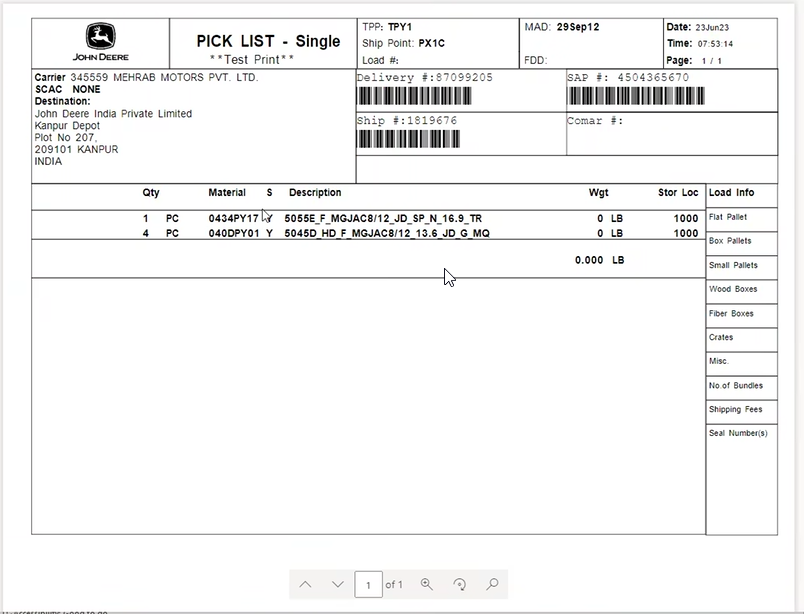 JOHN DEERE
PICK LIST - Single
**Test Print**
TPP: TPY1
Ship Point: PX1C
Load #:
MAD: 29Sep12
FDD:
Date: 23Jun23
Time: 07:53:14
Page: 1 / 1
Carrier 345559 MEHRAB MOTORS PVT. LTD.
SCAC NONE
Destination:
John Deere India Private Limited
Kanpur Depot
Plot No 207,
209101 KANPUR
INDIA
Delivery #:87099205
SAP #: 4504365670
Ship #:1819676
Comar #:
Qty Material S Description Wgt Stor Loc
1 PC 0434PY17 Y 5055E_F_MGJAC8/12_JD_SP_N_16.9_TR 0 LB 1000
4 PC 040DPY01 Y 5045D_HD_F_MGJAC8/12_13.6_JD_G_MQ 0 LB 1000
0.000 LB
Load Info
Flat Pallet
Box Pallets
Small Pallets
Wood Boxes
Fiber Boxes
Crates
Misc.
No.of Bundles
Shipping Fees
Seal Number(s)
1 of 1